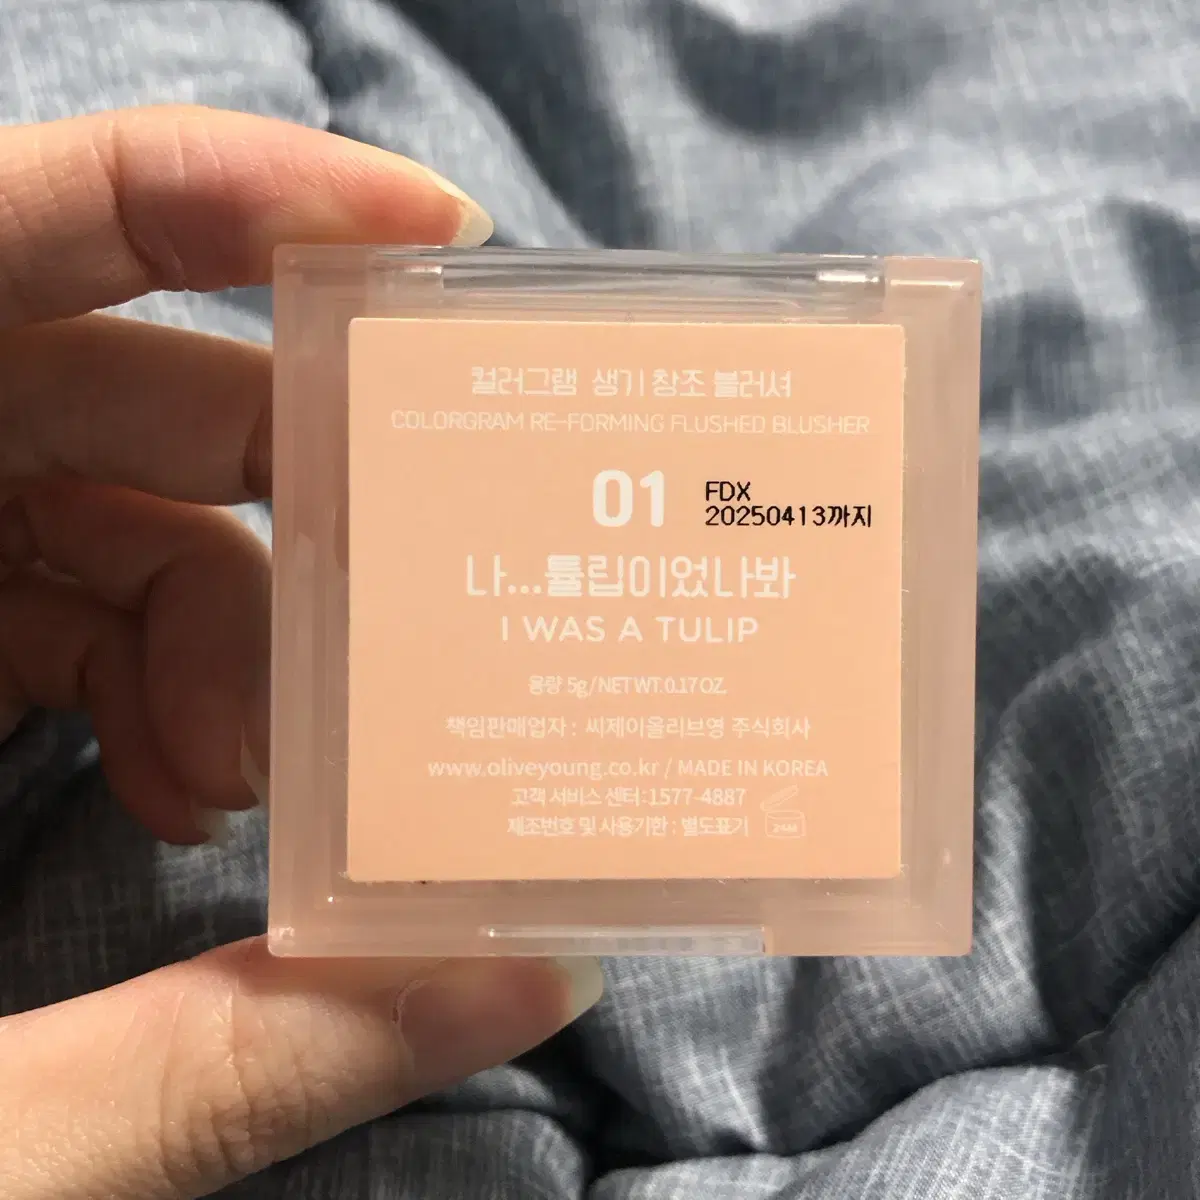 컬러그램 생기 창조 블러셔
COLORGRAM RE-FORMING FLUSHED BLUSHER
01
FDX
20250413까지
나...튤립이었나봐
I WAS A TULIP
용량 5g/NET WT. 0.17 OZ.
책임판매업자 : 씨제이올리브영 주식회사
www.oliveyoung.co.kr / MADE IN KOREA
고객 서비스 센터:1577-4887
제조번호 및 사용기한 : 별도표기
24M